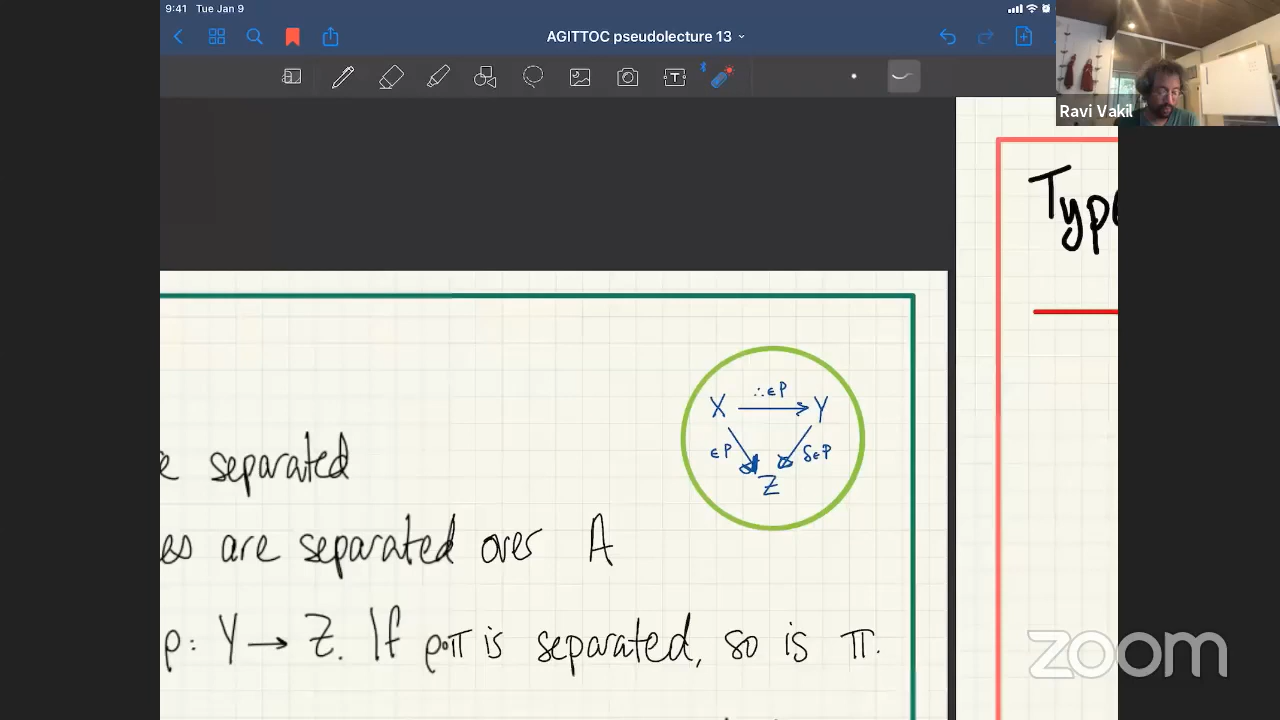 9:41 Tue Jan 9
AGITTOC pseudolecture 13
T
Ravi Vakil
Type
∴∈P
X → Y
∈P δ∈P
Z
separated
are separated over A
ρ: Y → Z. If ρ∘π is separated, so is π.
zoom